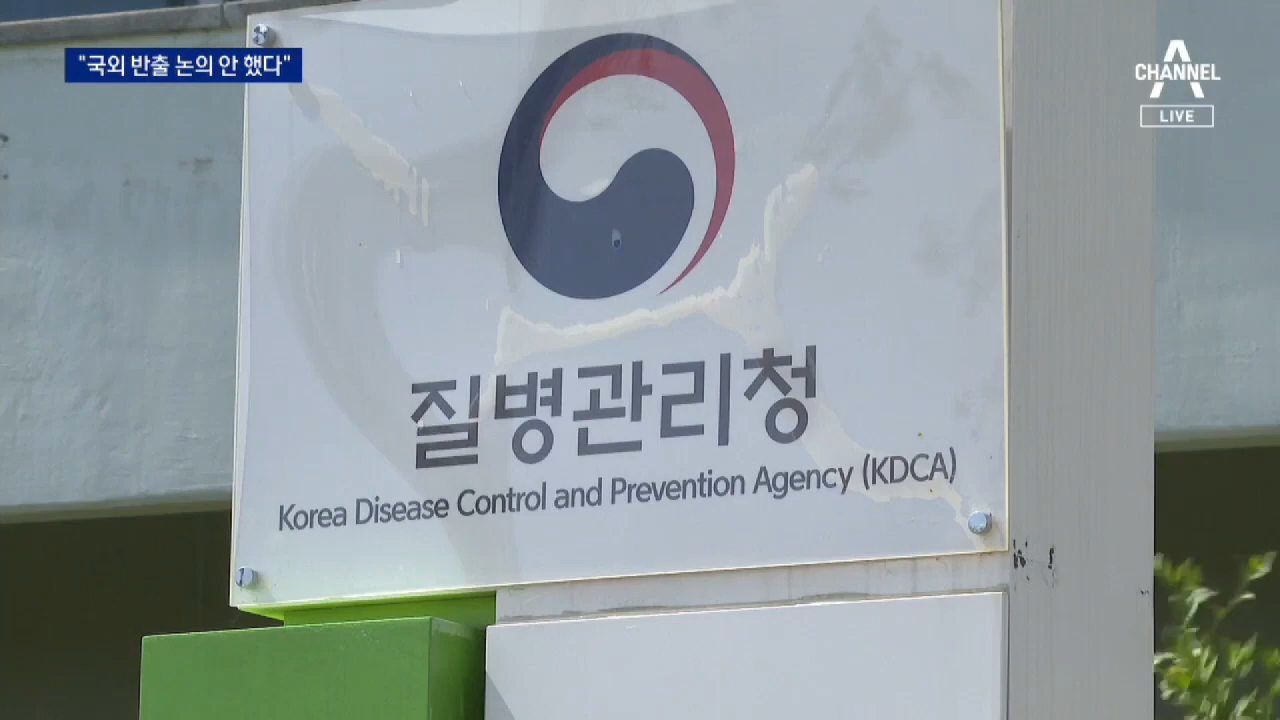 "국외 반출 논의 안 했다"
CHANNEL A
LIVE
질병관리청
Korea Disease Control and Prevention Agency (KDCA)